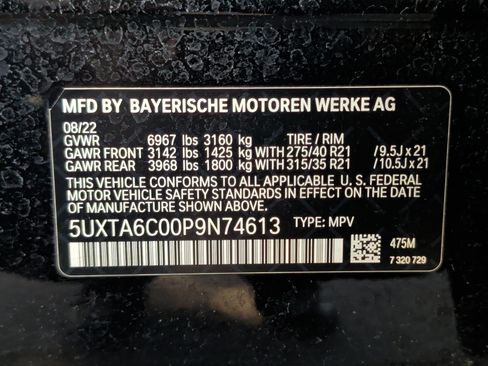 MFD BY BAYERISCHE MOTOREN WERKE AG
08/22
GVWR 6967 lbs 3160 kg TIRE / RIM
GAWR FRONT 3142 lbs 1425 kg WITH 275/40 R21 /9.5J x 21
GAWR REAR 3968 lbs 1800 kg WITH 315/35 R21 /10.5J x 21
THIS VEHICLE CONFORMS TO ALL APPLICABLE U. S. FEDERAL
MOTOR VEHICLE SAFETY STANDARDS IN EFFECT ON THE
DATE OF MANUFACTURE SHOWN ABOVE.
5UXTA6C00P9N74613 TYPE: MPV
475M
7 320 729